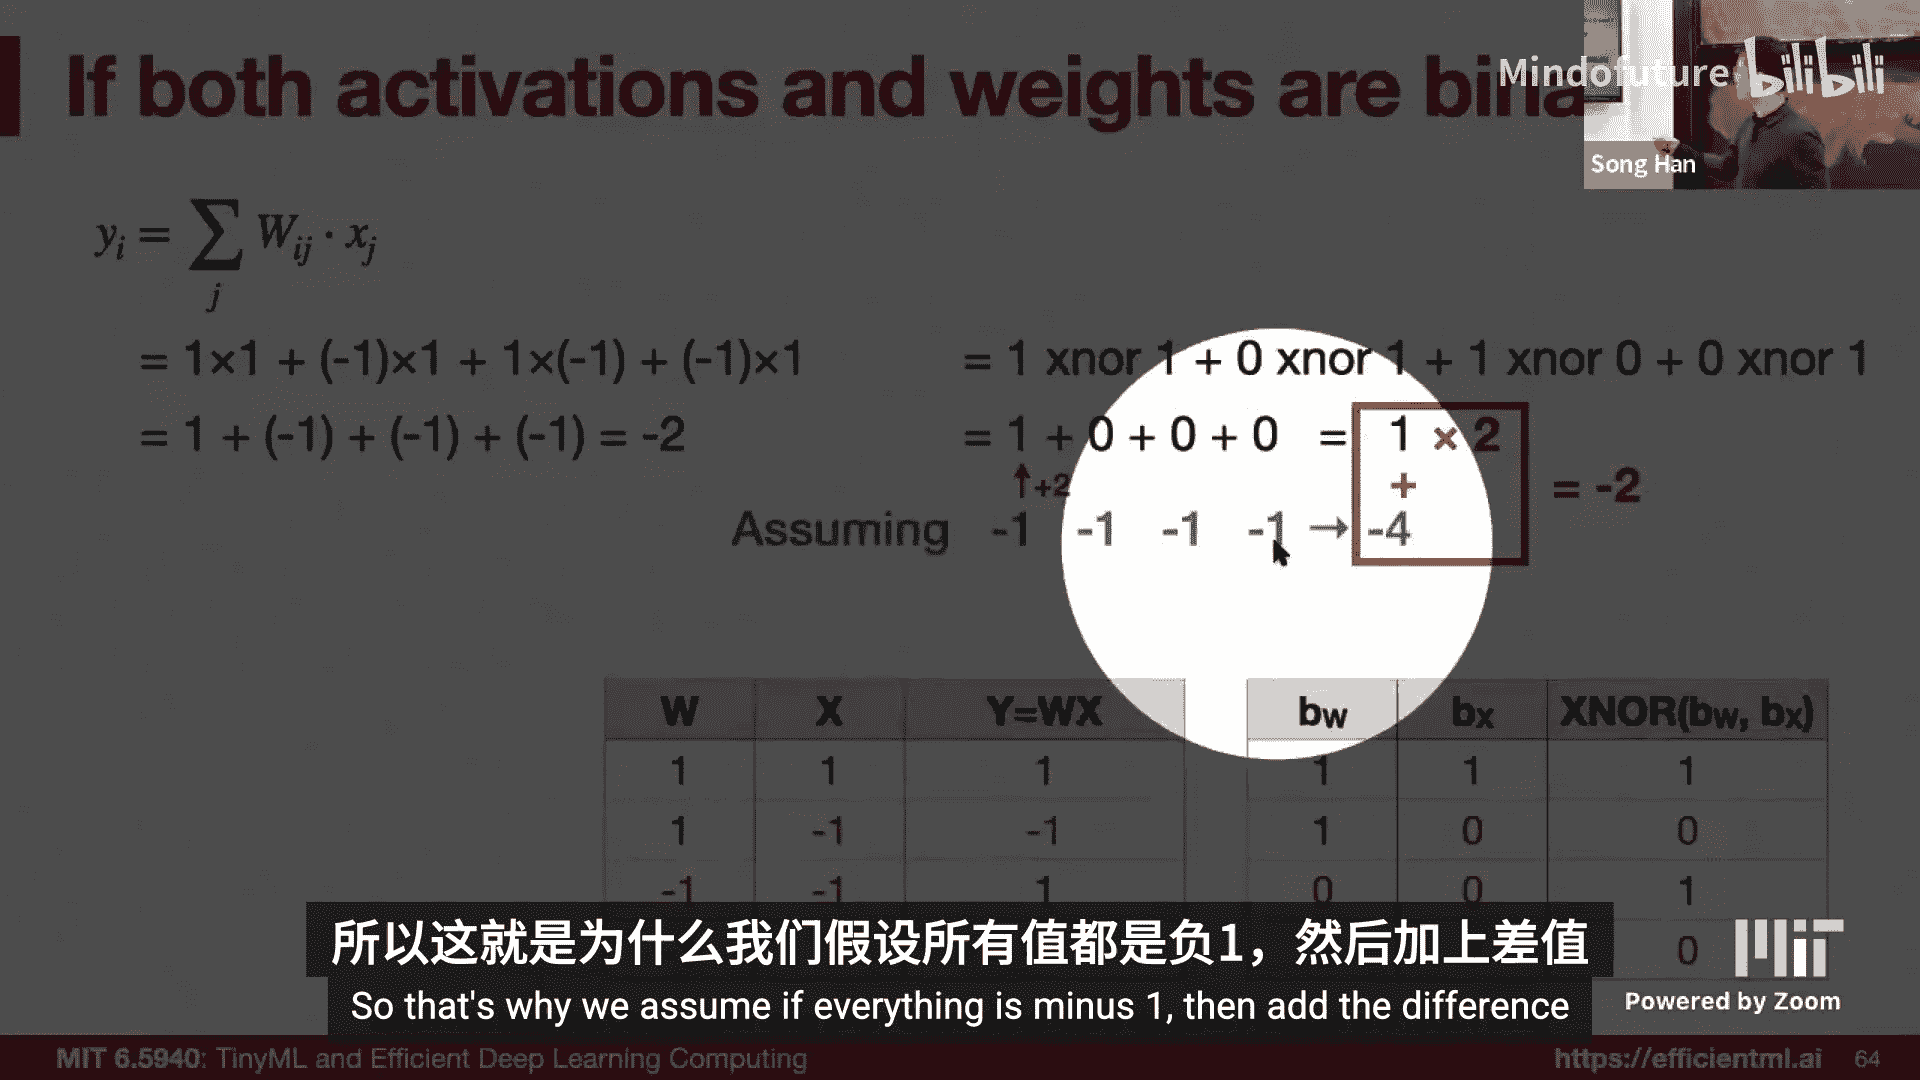 If both activations and weights are bina
Mindofuture bilibili
Song Han
y_i = ∑_j W_ij · x_j
= 1×1 + (-1)×1 + 1×(-1) + (-1)×1
= 1 xnor 1 + 0 xnor 1 + 1 xnor 0 + 0 xnor 1
= 1 + (-1) + (-1) + (-1) = -2
= 1 + 0 + 0 + 0 = 1 × 2
+2
+
= -2
Assuming -1 -1 -1 -1 → -4
W X Y=WX
1 1 1
1 -1 -1
-1 -1 1
bw bx XNOR(bw, bx)
1 1 1
1 0 0
0 0 1
0
所以这就是为什么我们假设所有值都是负1，然后加上差值
So that's why we assume if everything is minus 1, then add the difference
MIT
Powered by Zoom
MIT 6.5940: TinyML and Efficient Deep Learning Computing
https://efficientml.ai 64